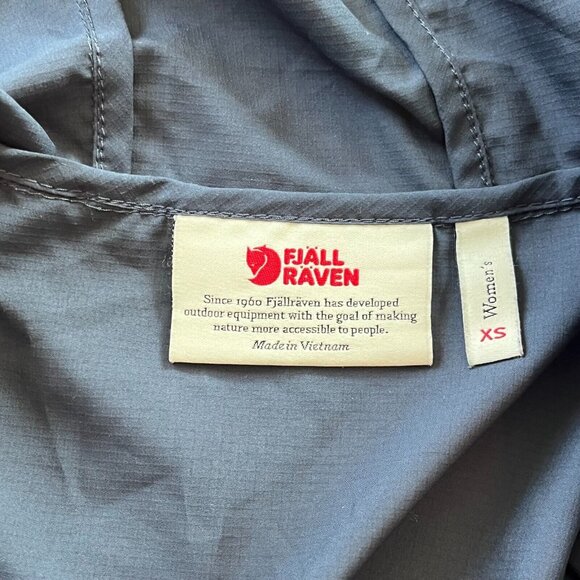 FJÄLL
RÄVEN
Since 1960 Fjällräven has developed
outdoor equipment with the goal of making
nature more accessible to people.
Made in Vietnam
Women's
XS